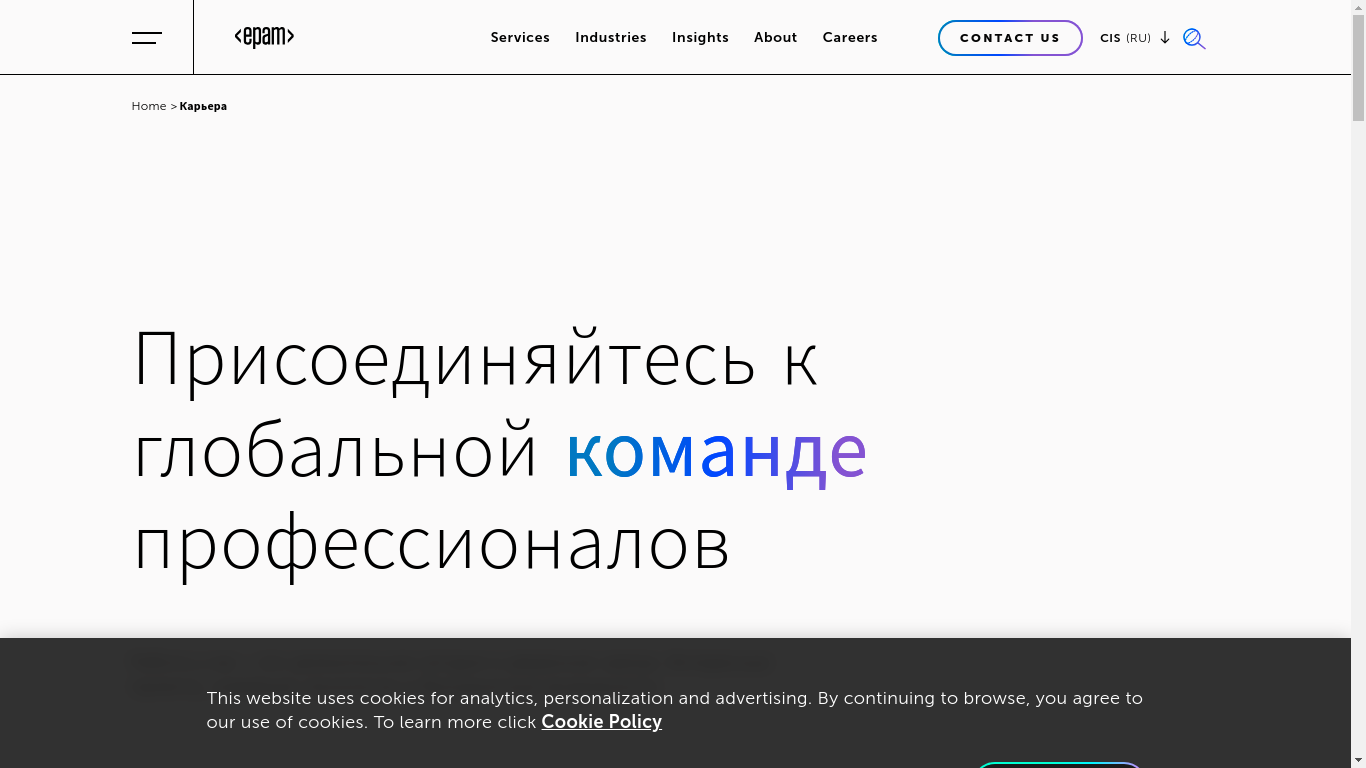 <epam>
Services Industries Insights About Careers
CONTACT US
CIS (RU)
Home > Карьера
Присоединяйтесь к
глобальной команде
профессионалов
This website uses cookies for analytics, personalization and advertising. By continuing to browse, you agree to
our use of cookies. To learn more click Cookie Policy